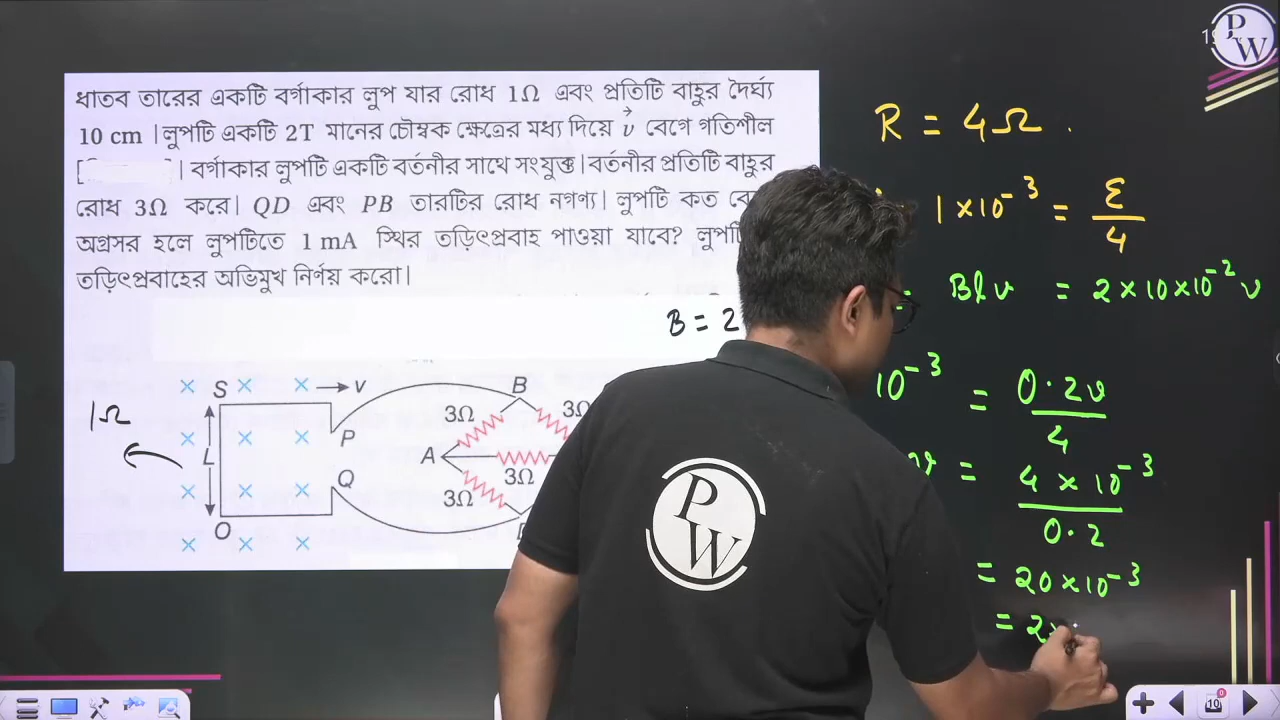 ধাতব তারের একটি বর্গাকার লুপ যার রোধ 1Ω এবং প্রতিটি বাহুর দৈর্ঘ্য
10 cm । লুপটি একটি 2T মানের চৌম্বক ক্ষেত্রের মধ্য দিয়ে v⃗ বেগে গতিশীল
[ ] । বর্গাকার লুপটি একটি বর্তনীর সাথে সংযুক্ত। বর্তনীর প্রতিটি বাহুর
রোধ 3Ω করে। QD এবং PB তারটির রোধ নগণ্য। লুপটি কত
অগ্রসর হলে লুপটিতে 1 mA স্থির তড়িৎপ্রবাহ পাওয়া যাবে?
তড়িৎপ্রবাহের অভিমুখ নির্ণয় করো।
B = 2
1Ω
S
v
P
L
Q
O
B
3Ω
3Ω
A
3Ω
3Ω
R = 4Ω .
1 × 10⁻³ = ε/4
Blv = 2 × 10 × 10⁻² v
10⁻³ = 0.2v/4
v = 4 × 10⁻³/0.2
= 20 × 10⁻³
= 2×
PW
PW
10